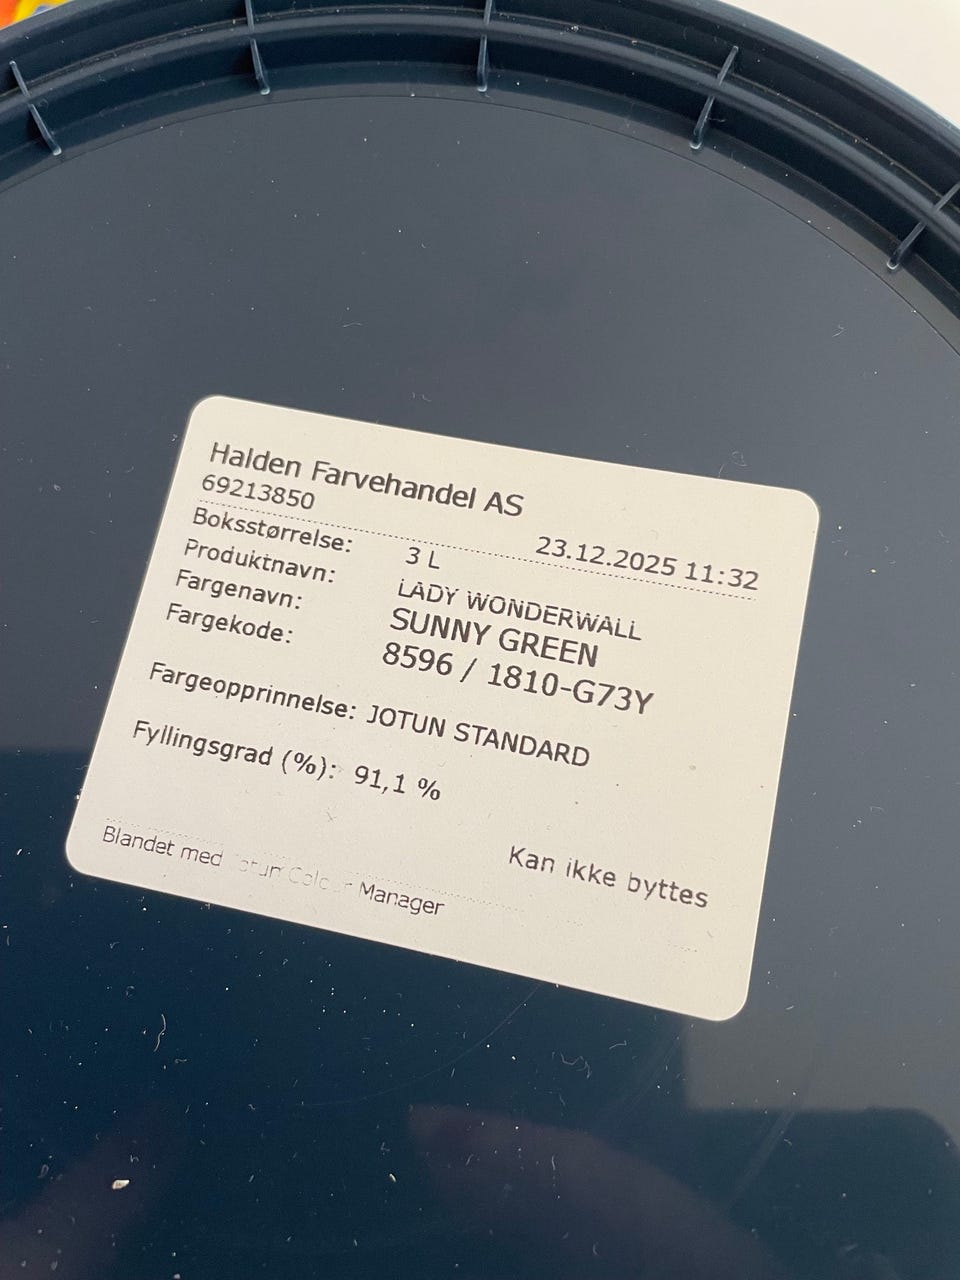 Halden Farvehandel AS
69213850 23.12.2025 11:32
Boksstørrelse: 3 L
Produktnavn: LADY WONDERWALL
Fargenavn: SUNNY GREEN
Fargekode: 8596 / 1810-G73Y
Fargeopprinnelse: JOTUN STANDARD
Fyllingsgrad (%): 91,1 %
Kan ikke byttes
Blandet med Manager